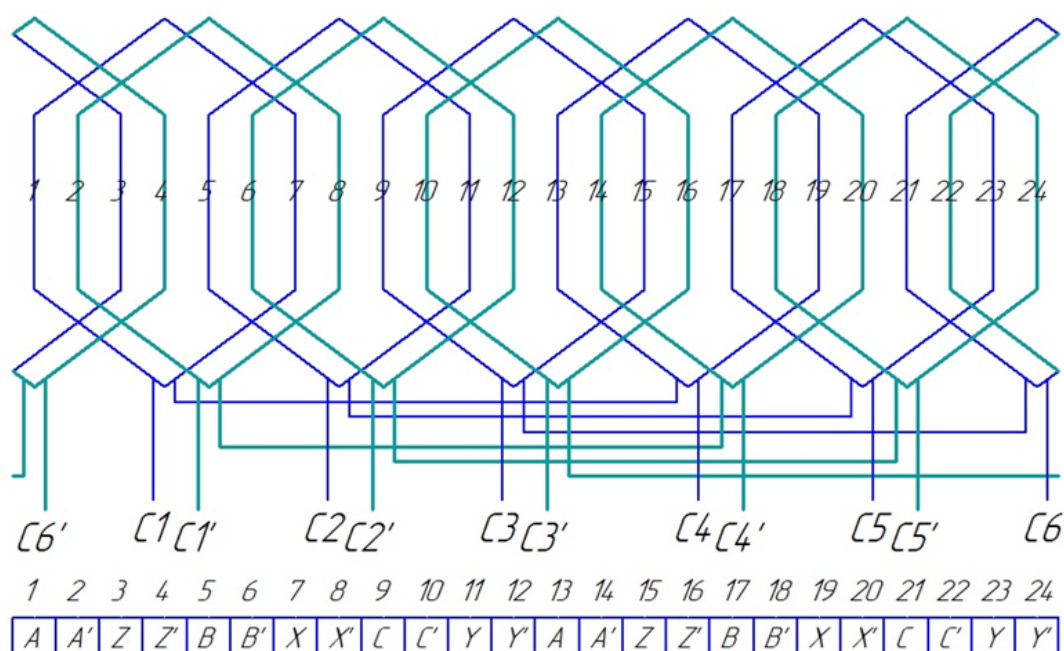 1 2 3 4 5 6 7 8 9 10 11 12 13 14 15 16 17 18 19 20 21 22 23 24
C6' C1 C1' C2 C2' C3 C3' C4 C4' C5 C5' C6
1 2 3 4 5 6 7 8 9 10 11 12 13 14 15 16 17 18 19 20 21 22 23 24
A A' Z Z' B B' X X' C C' Y Y' A A' Z Z' B B' X X' C C' Y Y'